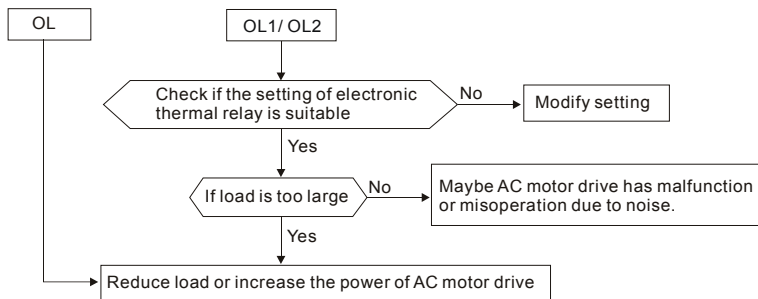 OL
OL1/ OL2
Check if the setting of electronic
thermal relay is suitable
No
Modify setting
Yes
If load is too large
No
Maybe AC motor drive has malfunction
or misoperation due to noise.
Yes
Reduce load or increase the power of AC motor drive